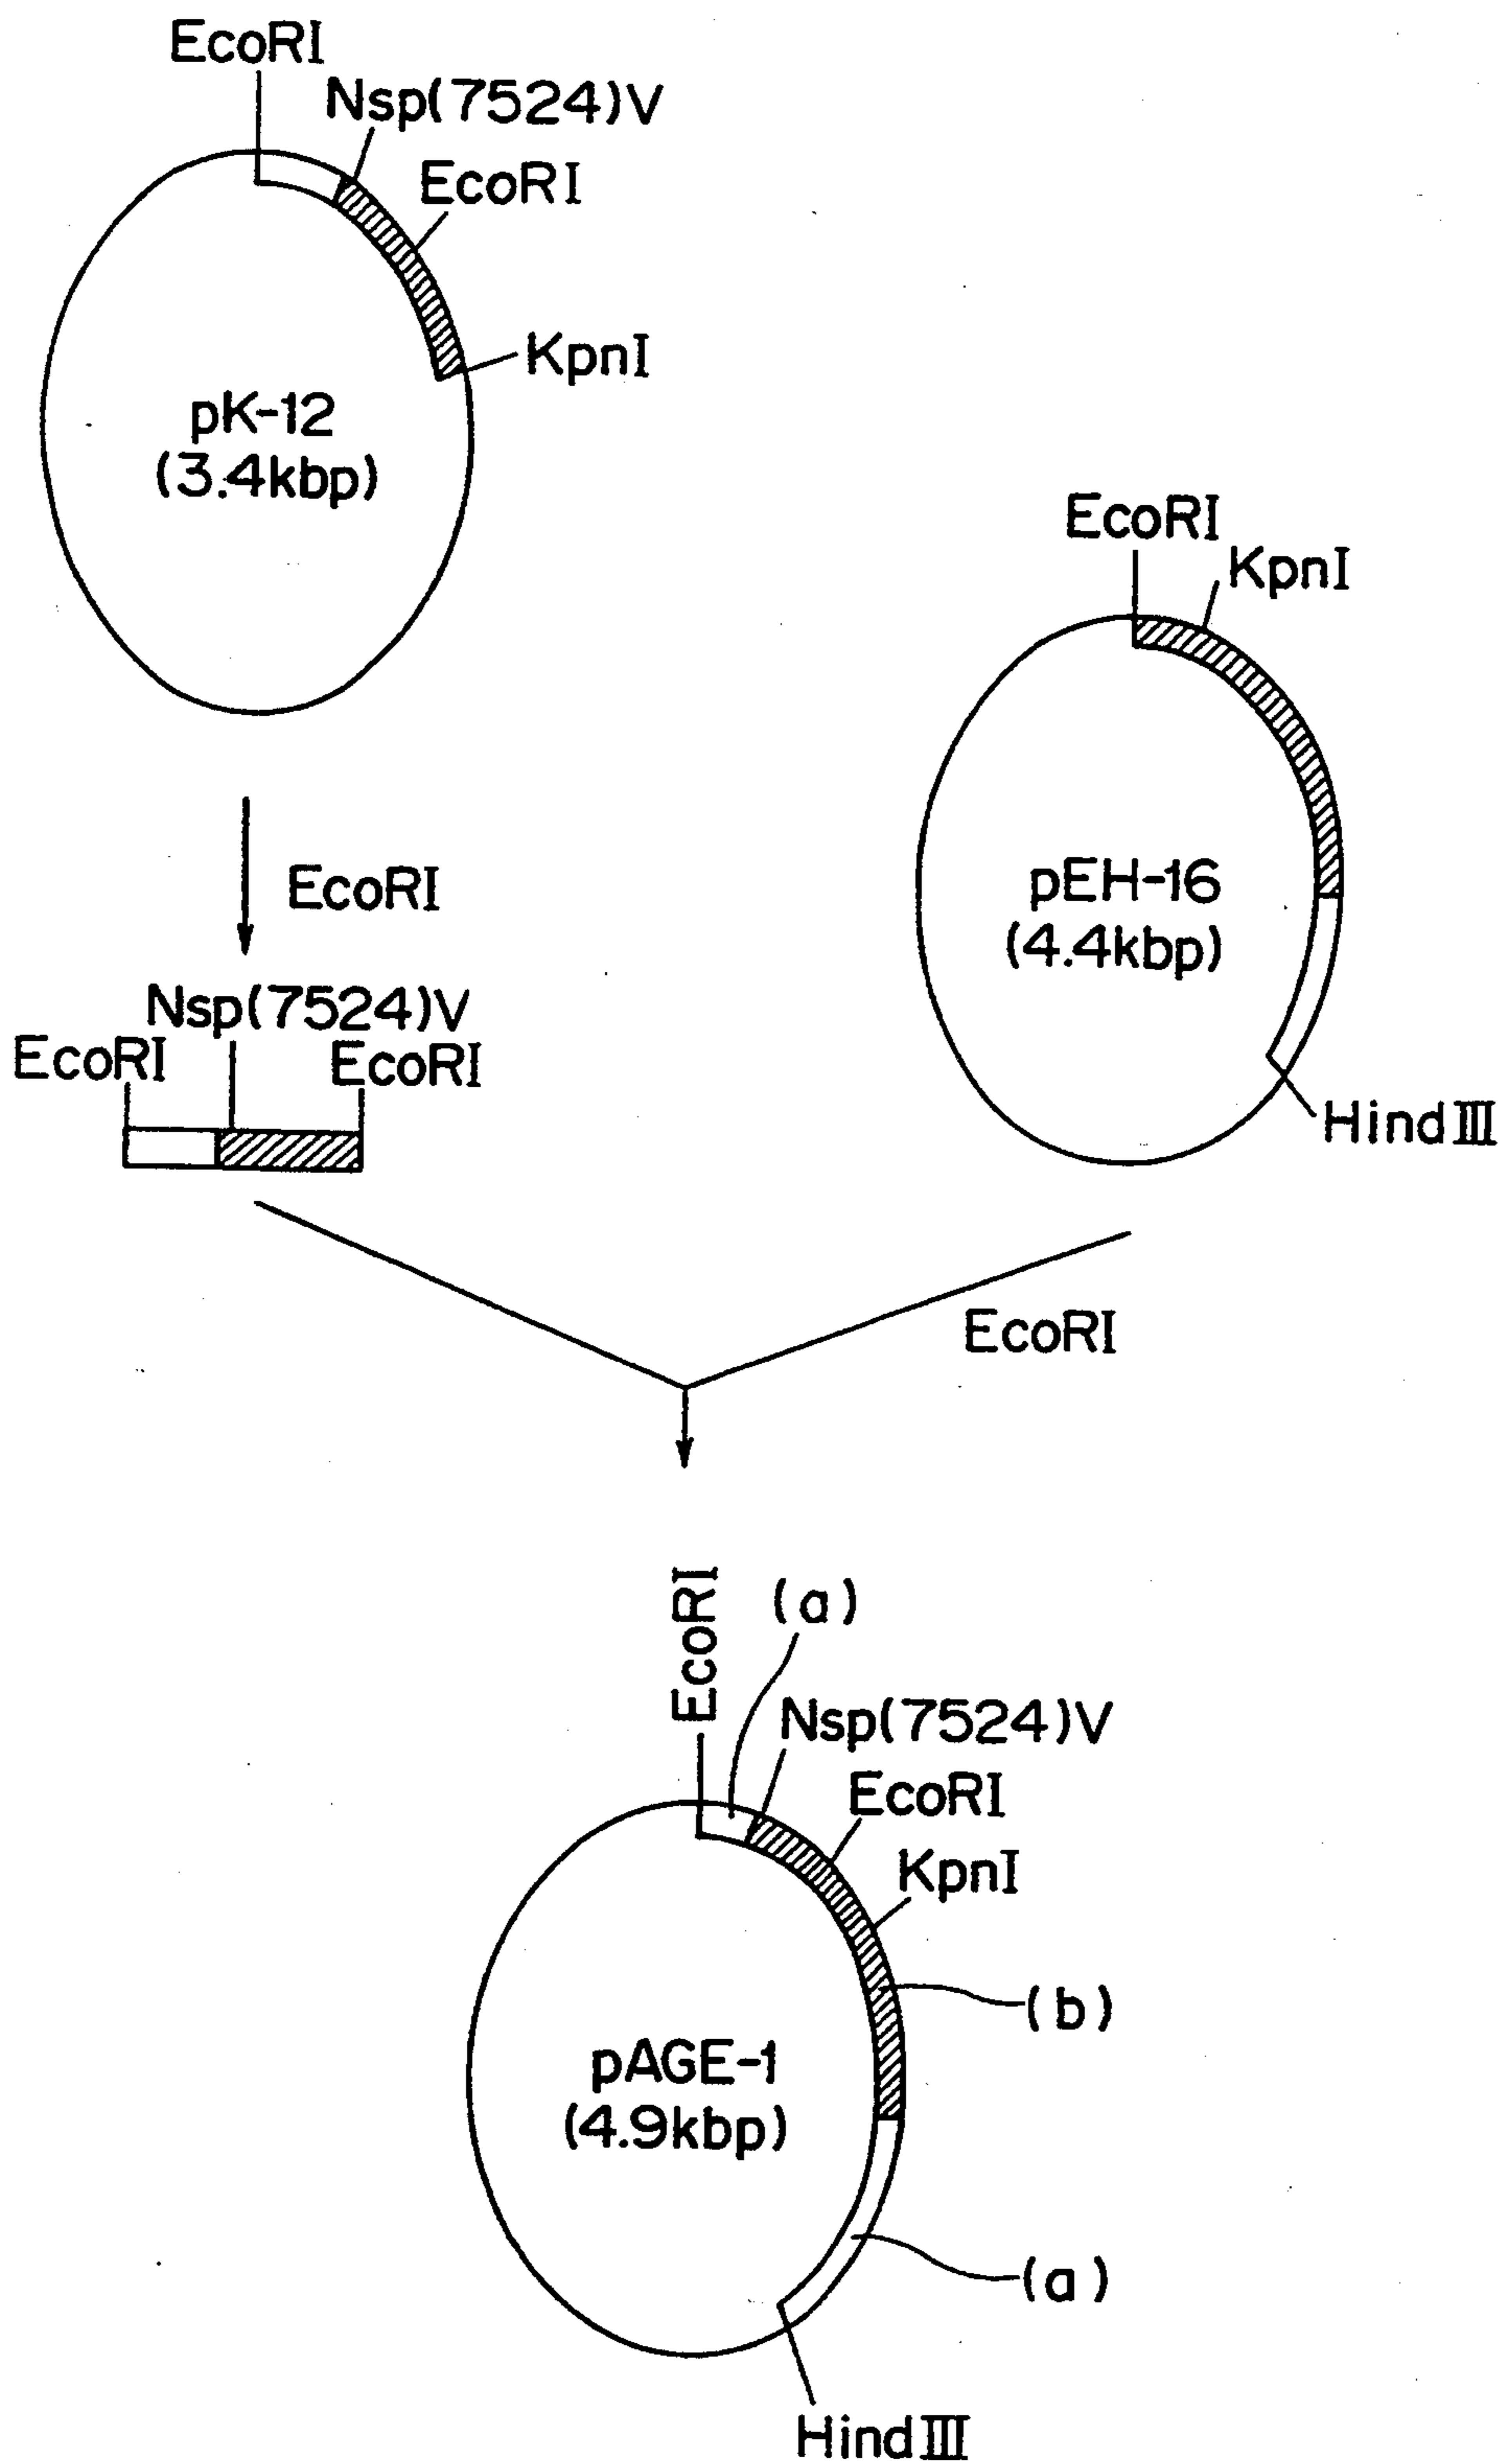 EcoRI
Nsp(7524)V
EcoRI
KpnI
pK-12
(3.4kbp)
EcoRI
KpnI
pEH-16
(4.4kbp)
HindIII
EcoRI
Nsp(7524)V
EcoRI
EcoRI
EcoRI
EcoRI
(a)
Nsp(7524)V
EcoRI
KpnI
(b)
pAGE-1
(4.9kbp)
(a)
HindIII